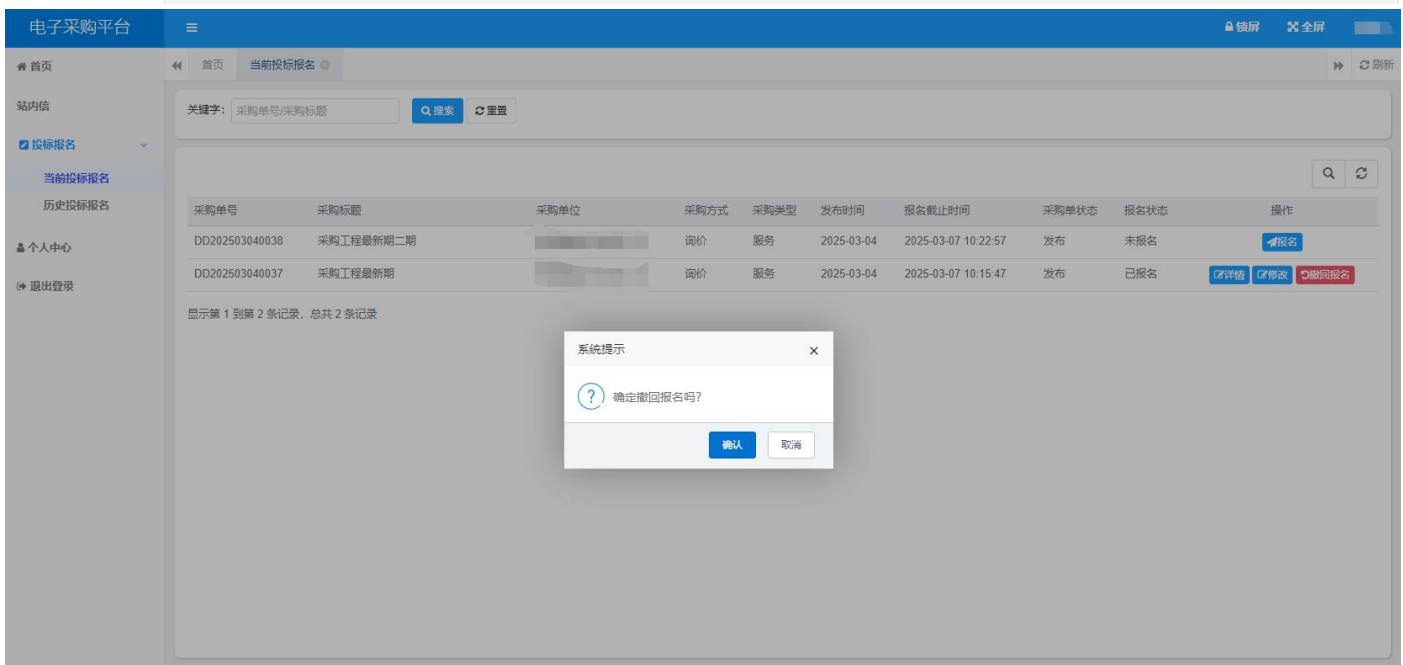 电子采购平台
锁屏 全屏
首页
站内信
投标报名
当前投标报名
历史投标报名
个人中心
退出登录
首页 当前投标报名 刷新
关键字: 采购单号/采购标题 搜索 重置
采购单号 采购标题 采购单位 采购方式 采购类型 发布时间 报名截止时间 采购单状态 报名状态 操作
DD202503040038 采购工程最新期二期 询价 服务 2025-03-04 2025-03-07 10:22:57 发布 未报名 报名
DD202503040037 采购工程最新期 询价 服务 2025-03-04 2025-03-07 10:15:47 发布 已报名 详情 修改 撤回报名
显示第 1 到第 2 条记录，总共 2 条记录
系统提示
确定撤回报名吗?
确认 取消